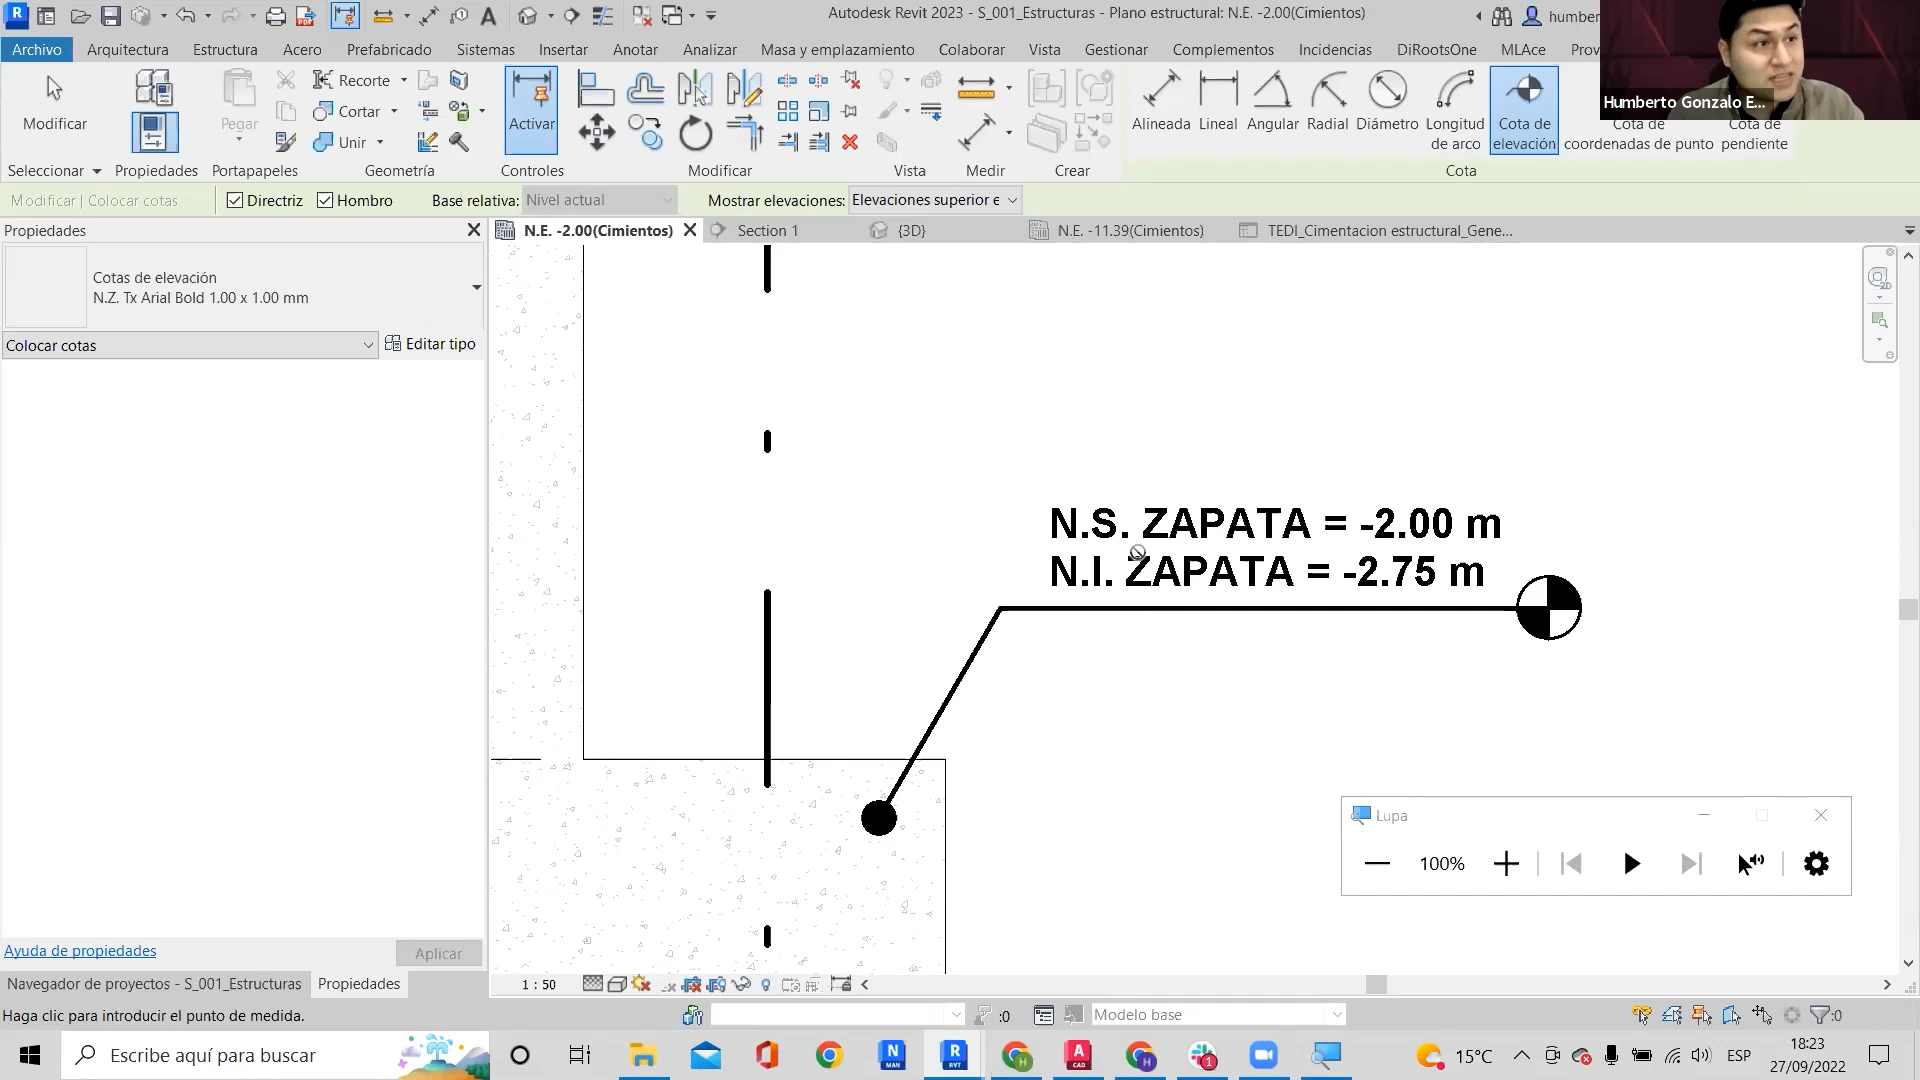 Autodesk Revit 2023 - S_001_Estructuras - Plano estructural: N.E. -2.00(Cimientos)
Archivo Arquitectura Estructura Acero Prefabricado Sistemas Insertar Anotar Analizar Masa y emplazamiento Colaborar Vista Gestionar Complementos Incidencias DiRootsOne MLAce
Humberto Gonzalo E...
Modificar
Pegar
Recorte
Cortar
Unir
Activar
Alineada Lineal Angular Radial Diámetro Longitud de arco
Cota de elevación
Cota de coordenadas de punto
Cota de pendiente
Seleccionar Propiedades Portapapeles Geometría Controles Modificar Vista Medir Crear Cota
Modificar | Colocar cotas
Directriz Hombro Base relativa: Nivel actual Mostrar elevaciones: Elevaciones superior e
Propiedades
N.E. -2.00(Cimientos) Section 1 {3D} N.E. -11.39(Cimientos) TEDI_Cimentacion estructural_Gene...
Cotas de elevación
N.Z. Tx Arial Bold 1.00 x 1.00 mm
Colocar cotas Editar tipo
N.S. ZAPATA = -2.00 m
N.I. ZAPATA = -2.75 m
Lupa
100%
Ayuda de propiedades Aplicar
Navegador de proyectos - S_001_Estructuras Propiedades
1 : 50
Haga clic para introducir el punto de medida.
:0
Modelo base
:0
Escribe aquí para buscar
15°C
ESP
18:23
27/09/2022